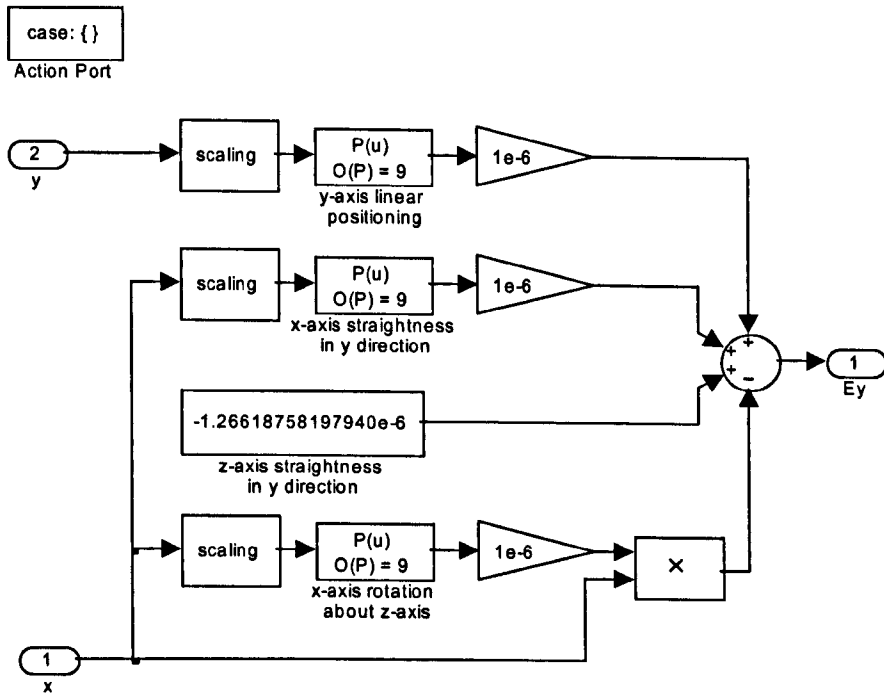 case: { }
Action Port
2
y
scaling
P(u)
O(P) = 9
y-axis linear
positioning
1e-6
scaling
P(u)
O(P) = 9
x-axis straightness
in y direction
1e-6
+
+
+
−
1
Ey
-1.26618758197940e-6
z-axis straightness
in y direction
scaling
P(u)
O(P) = 9
x-axis rotation
about z-axis
1e-6
×
1
x